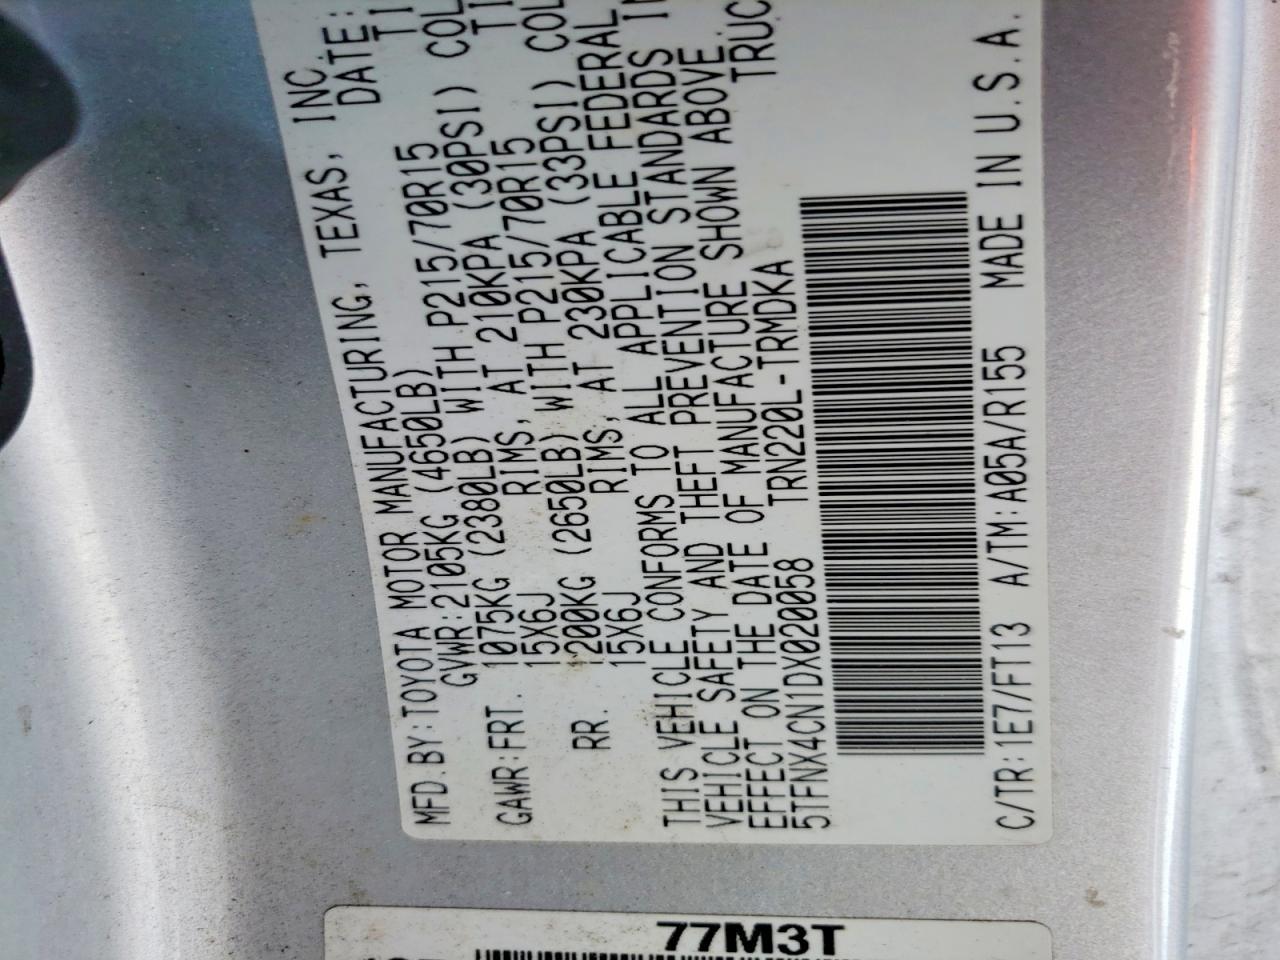 MFD.BY:TOYOTA MOTOR MANUFACTURING, TEXAS, INC.
GVWR:2105KG (4650LB) DATE:
GAWR:FRT. 1075KG (2380LB) WITH P215/70R15
15X6J RIMS, AT 210KPA (30PSI) COL
RR. 1200KG (2650LB) WITH P215/70R15
15X6J RIMS, AT 230KPA (33PSI) COL
THIS VEHICLE CONFORMS TO ALL APPLICABLE FEDERAL
VEHICLE SAFETY AND THEFT PREVENTION STANDARDS I
EFFECT ON THE DATE OF MANUFACTURE SHOWN ABOVE.
5TFNX4CN1DX020058 TRN220L-TRMDKA TRUC
C/TR:1E7/FT13 A/TM:A05A/R155 MADE IN U.S.A.
77M3T